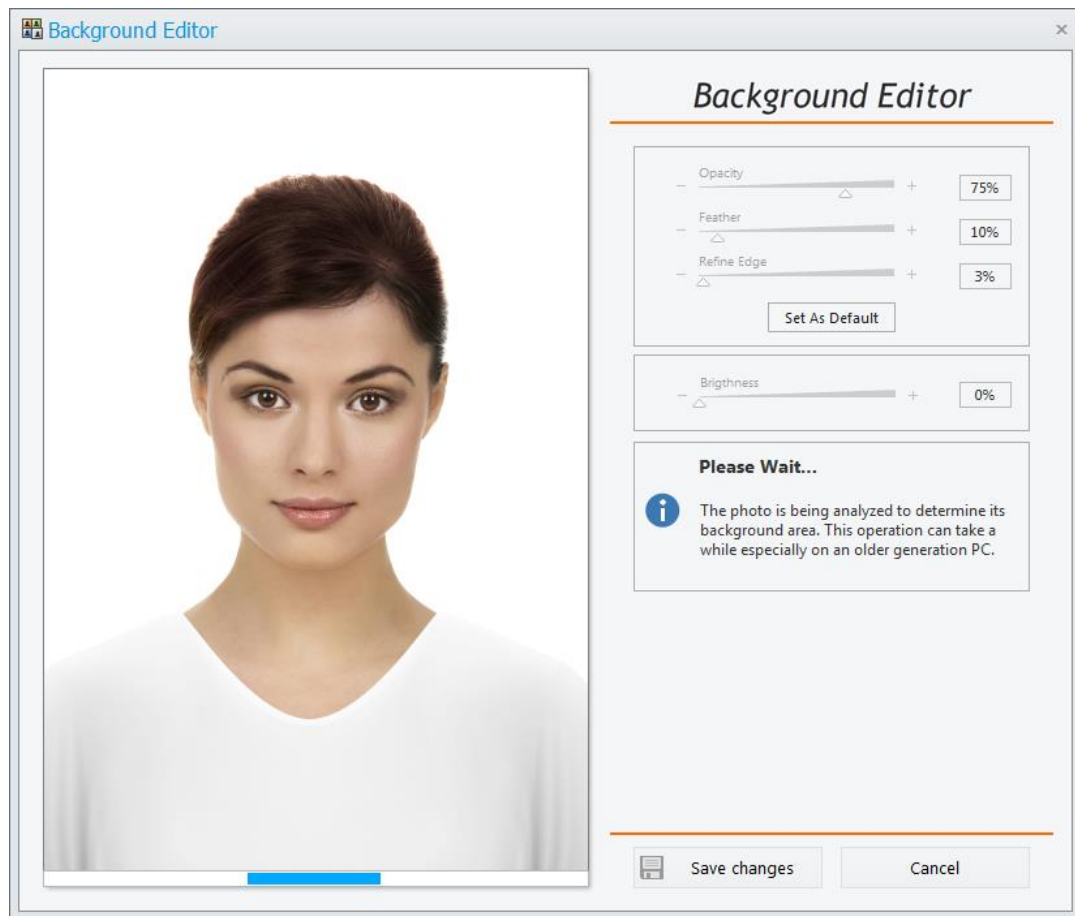 Background Editor
Background Editor
Opacity
75%
Feather
10%
Refine Edge
3%
Set As Default
Brigthness
0%
Please Wait...
The photo is being analyzed to determine its
background area. This operation can take a
while especially on an older generation PC.
Save changes
Cancel